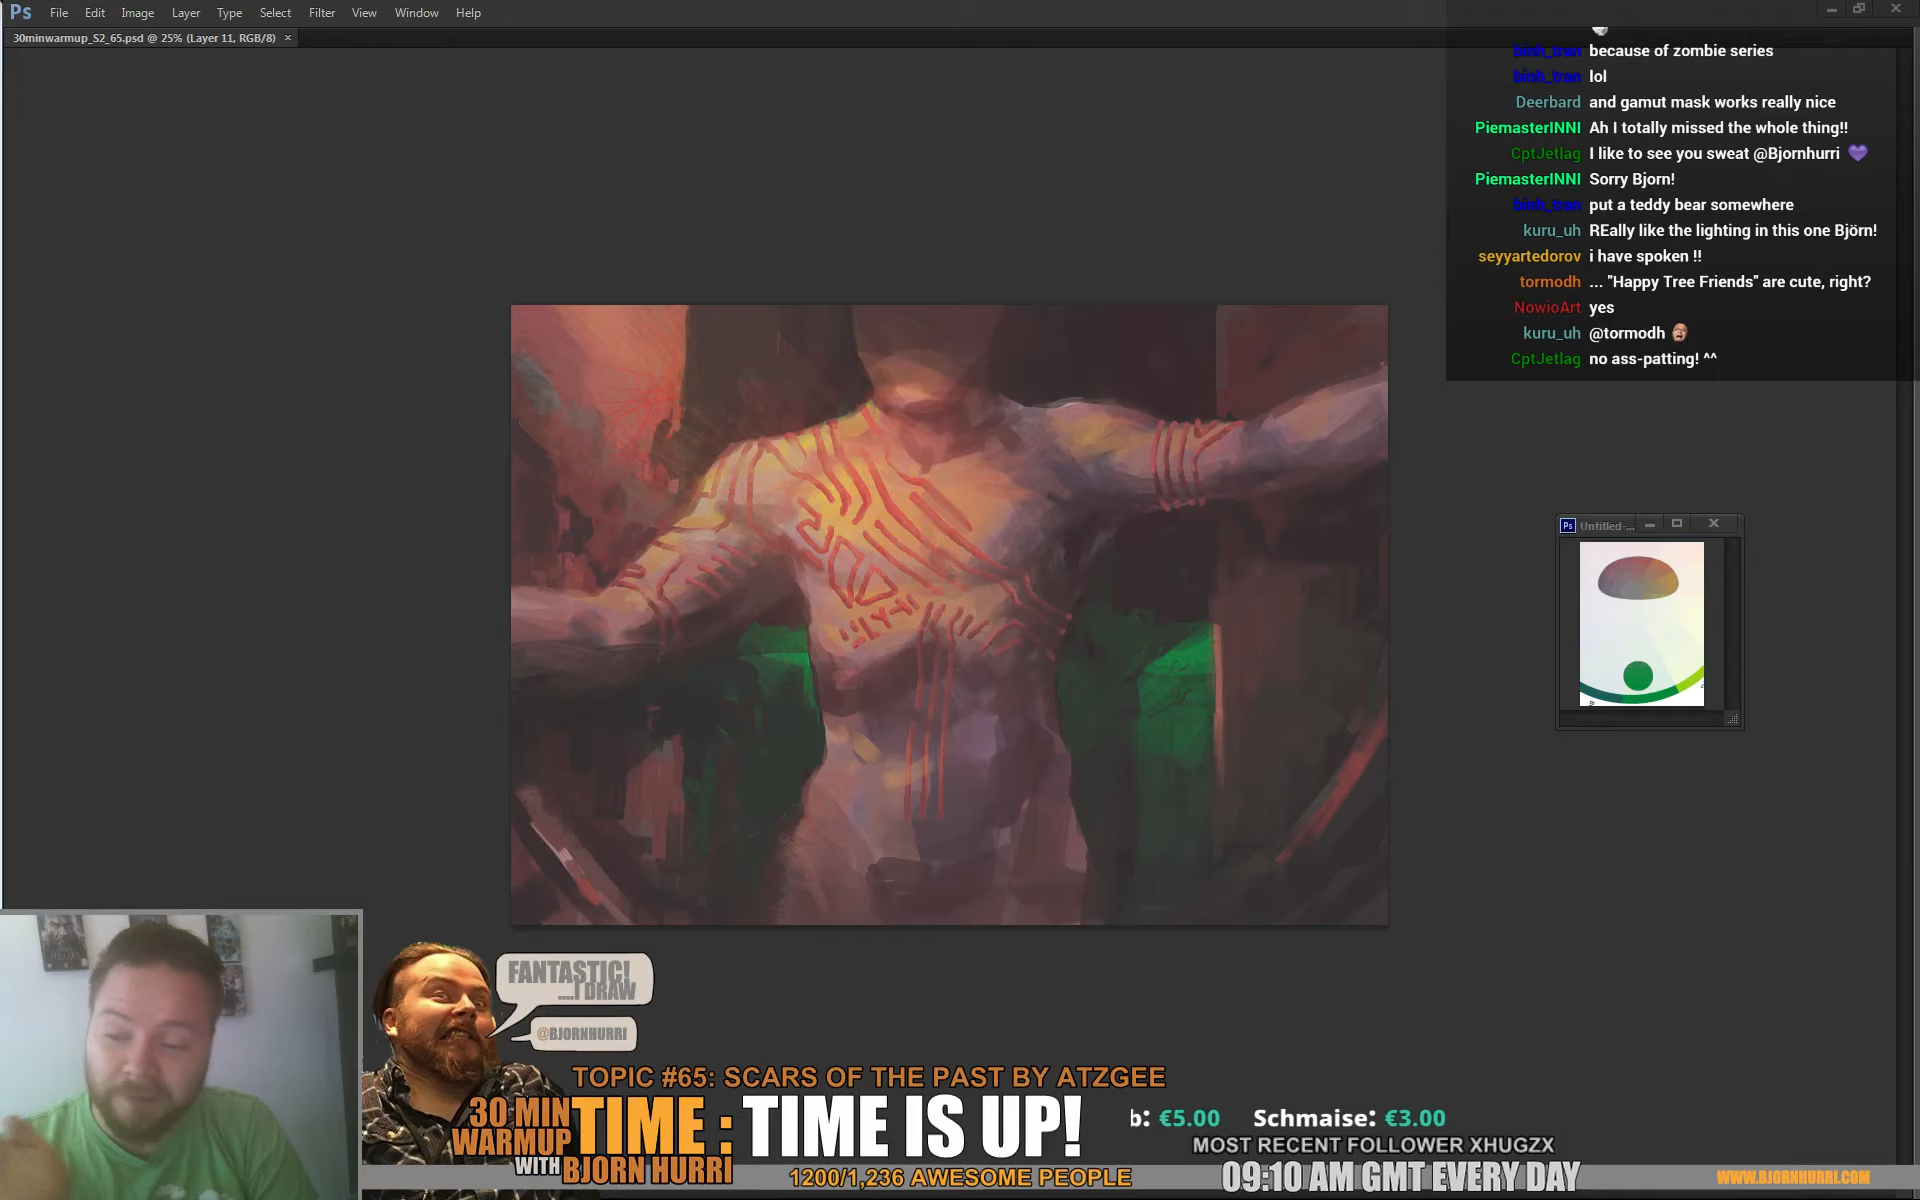 Ps File Edit Image Layer Type Select Filter View Window Help
30minwarmup_S2_65.psd @ 25% (Layer 11, RGB/8) ×
binh_tran because of zombie series
binh_tran lol
Deerbard and gamut mask works really nice
PiemasterINNI Ah I totally missed the whole thing!!
CptJetlag I like to see you sweat @Bjornhurri
PiemasterINNI Sorry Bjorn!
binh_tran put a teddy bear somewhere
kuru_uh REally like the lighting in this one Björn!
seyyartedorov i have spoken !!
tormodh ... "Happy Tree Friends" are cute, right?
NowioArt yes
kuru_uh @tormodh
CptJetlag no ass-patting! ^^
Ps Untitled-...
FANTASTIC!
....I DRAW
@BJORNHURRI
TOPIC #65: SCARS OF THE PAST BY ATZGEE
30 MIN
WARMUP
WITH BJORN HURRI
TIME : TIME IS UP!
b: €5.00 Schmaise: €3.00
MOST RECENT FOLLOWER XHUGZX
1200/1,236 AWESOME PEOPLE
09:10 AM GMT EVERY DAY
WWW.BJORNHURRI.COM